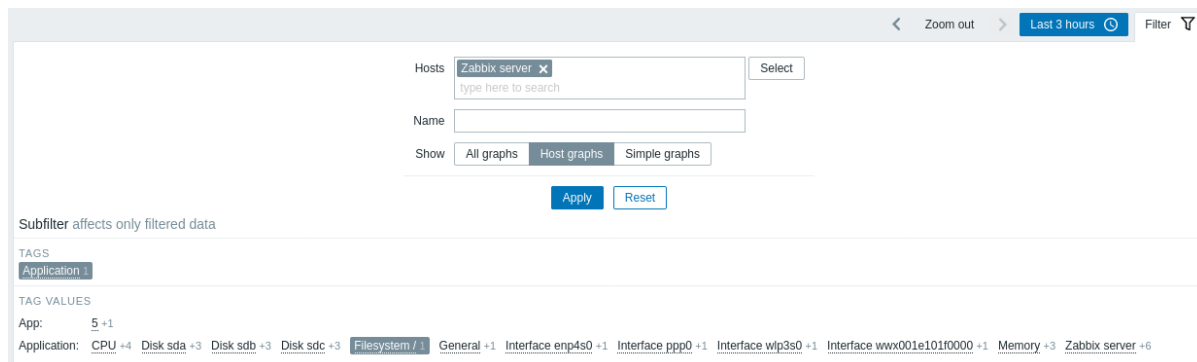 Zoom out Last 3 hours Filter
Hosts Zabbix server Select
type here to search
Name
Show All graphs Host graphs Simple graphs
Apply Reset
Subfilter affects only filtered data
TAGS
Application 1
TAG VALUES
App: 5 +1
Application: CPU +4 Disk sda +3 Disk sdb +3 Disk sdc +3 Filesystem / 1 General +1 Interface enp4s0 +1 Interface ppp0 +1 Interface wlp3s0 +1 Interface wwx001e101f0000 +1 Memory +3 Zabbix server +6